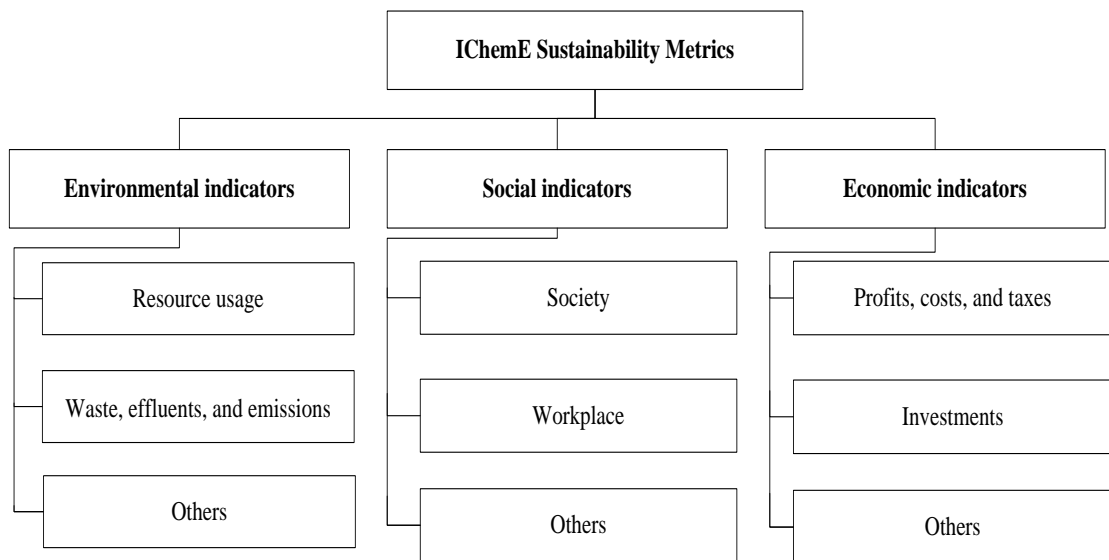 IChemE Sustainability Metrics
Environmental indicators
Social indicators
Economic indicators
Resource usage
Society
Profits, costs, and taxes
Waste, effluents, and emissions
Workplace
Investments
Others
Others
Others